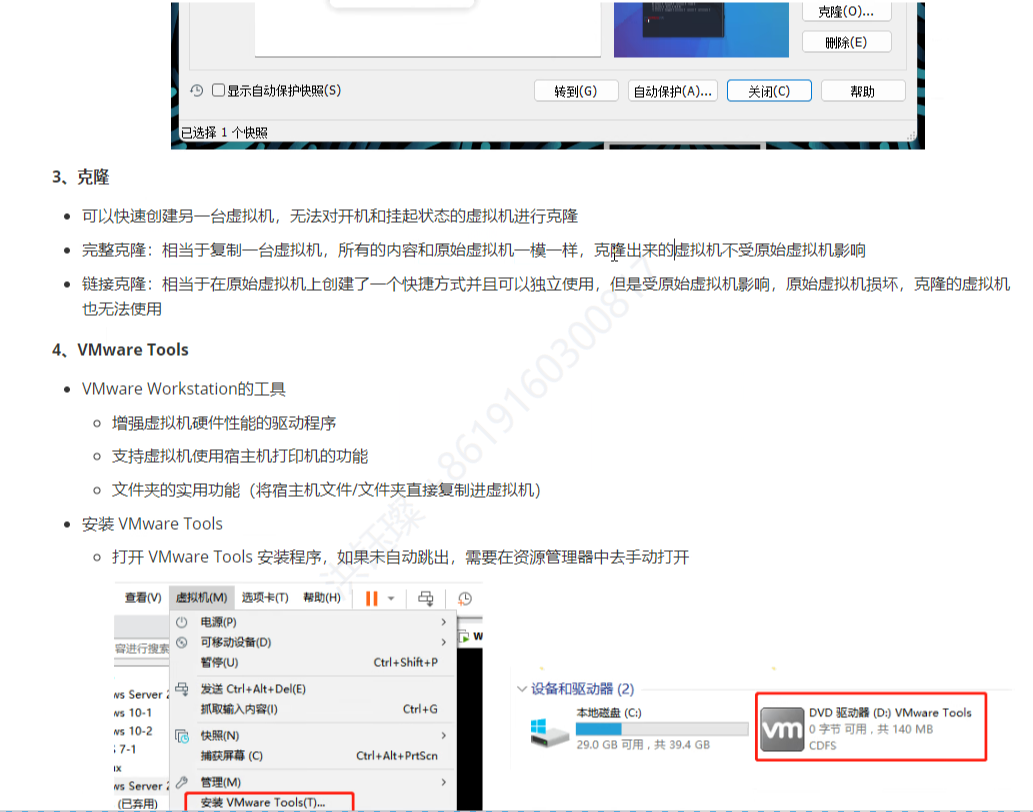 克隆(O)...
删除(E)
显示自动保护快照(S)
转到(G)
自动保护(A)...
关闭(C)
帮助
已选择 1 个快照
3、克隆
可以快速创建另一台虚拟机，无法对开机和挂起状态的虚拟机进行克隆
完整克隆：相当于复制一台虚拟机，所有的内容和原始虚拟机一模一样，克隆出来的虚拟机不受原始虚拟机影响
链接克隆：相当于在原始虚拟机上创建了一个快捷方式并且可以独立使用，但是受原始虚拟机影响，原始虚拟机损坏，克隆的虚拟机
也无法使用
4、VMware Tools
VMware Workstation的工具
增强虚拟机硬件性能的驱动程序
支持虚拟机使用宿主机打印机的功能
文件夹的实用功能（将宿主机文件/文件夹直接复制进虚拟机）
安装 VMware Tools
打开 VMware Tools 安装程序，如果未自动跳出，需要在资源管理器中去手动打开
查看(V) 虚拟机(M) 选项卡(T) 帮助(H)
电源(P)
可移动设备(D)
暂停(U) Ctrl+Shift+P
发送 Ctrl+Alt+Del(E)
抓取输入内容(I) Ctrl+G
快照(N)
捕获屏幕 (C) Ctrl+Alt+PrtScn
管理(M)
安装 VMware Tools(T)...
容进行搜索
ws Server 2
ws 10-1
ws 10-2
7-1
ux
ws Server 2
(已弃用)
设备和驱动器 (2)
本地磁盘 (C:)
29.0 GB 可用，共 39.4 GB
vm
DVD 驱动器 (D:) VMware Tools
0 字节 可用，共 140 MB
CDFS